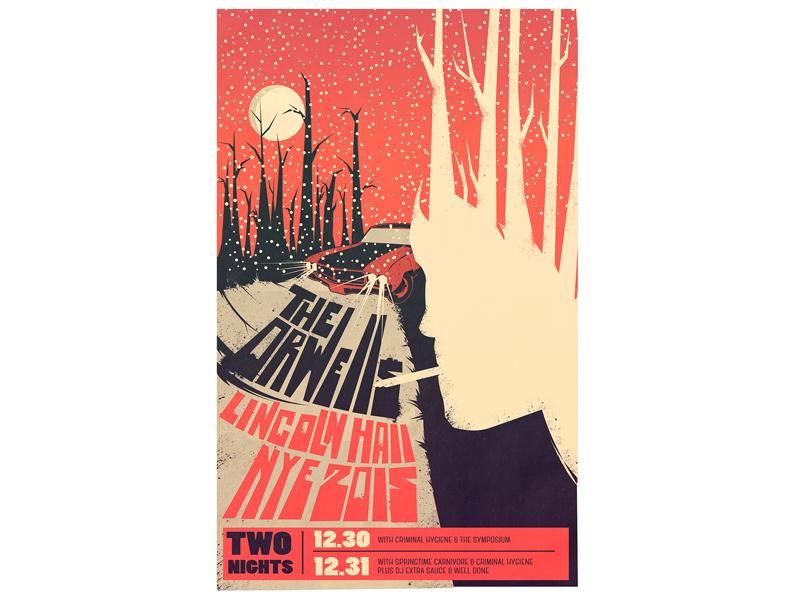 THE
ORWELLS
LINCOLN HALL
NYE 2015
TWO
NIGHTS
12.30 WITH CRIMINAL HYGIENE & THE SYMPOSIUM
12.31 WITH SPRINGTIME CARNIVORE & CRIMINAL HYGIENE
PLUS DJ EXTRA SAUCE & WELL DONE